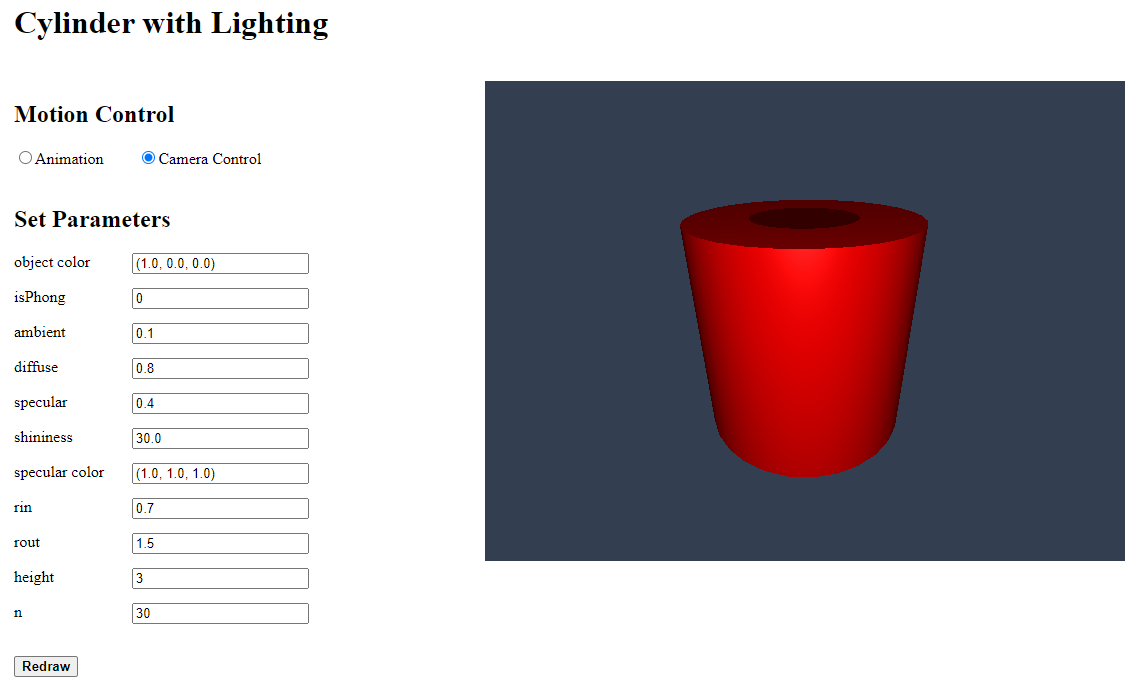 Cylinder with Lighting
Motion Control
Animation Camera Control
Set Parameters
object color (1.0, 0.0, 0.0)
isPhong 0
ambient 0.1
diffuse 0.8
specular 0.4
shininess 30.0
specular color (1.0, 1.0, 1.0)
rin 0.7
rout 1.5
height 3
n 30
Redraw